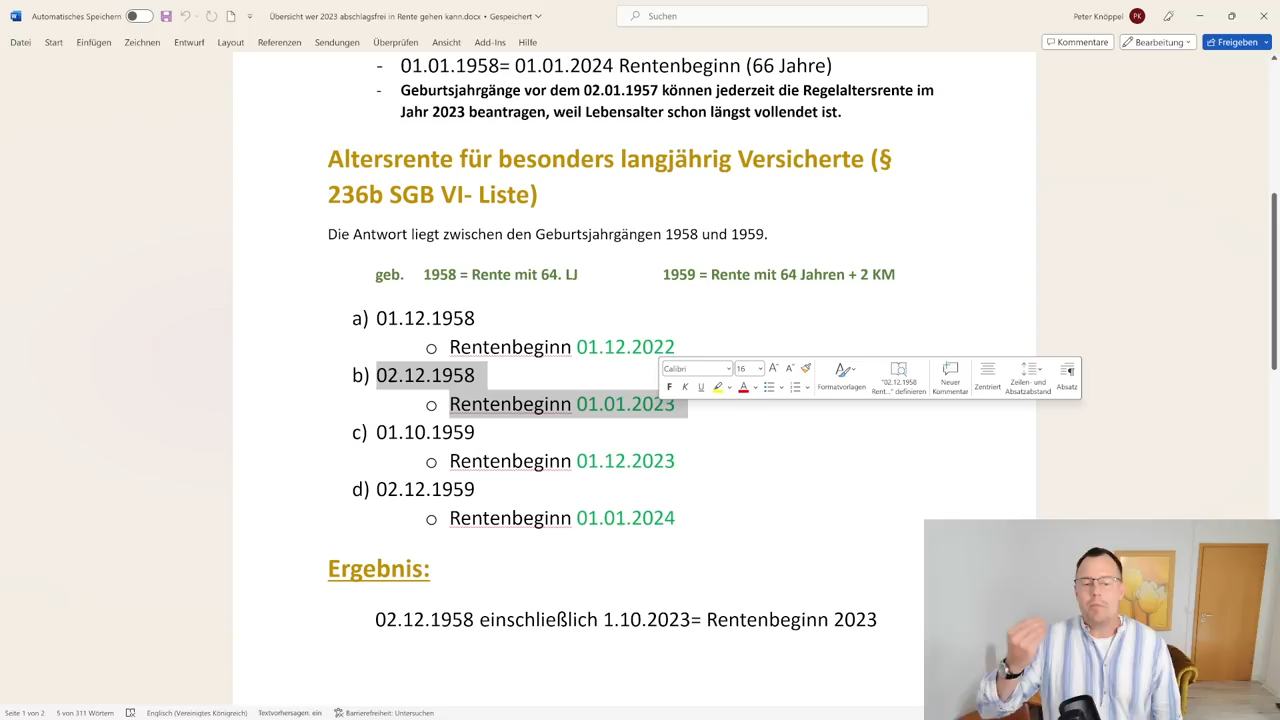 Automatisches Speichern
Übersicht wer 2023 abschlagsfrei in Rente gehen kann.docx • Gespeichert
Suchen
Peter Knöppel
PK
Datei Start Einfügen Zeichnen Entwurf Layout Referenzen Sendungen Überprüfen Ansicht Add-Ins Hilfe
Kommentare
Bearbeitung
Freigeben
- 01.01.1958= 01.01.2024 Rentenbeginn (66 Jahre)
- Geburtsjahrgänge vor dem 02.01.1957 können jederzeit die Regelaltersrente im
Jahr 2023 beantragen, weil Lebensalter schon längst vollendet ist.
Altersrente für besonders langjährig Versicherte (§
236b SGB VI- Liste)
Die Antwort liegt zwischen den Geburtsjahrgängen 1958 und 1959.
geb. 1958 = Rente mit 64. LJ 1959 = Rente mit 64 Jahren + 2 KM
a) 01.12.1958
o Rentenbeginn 01.12.2022
b) 02.12.1958
o Rentenbeginn 01.01.2023
Calibri 16
F K U
Formatvorlagen
"02.12.1958
Rent..." definieren
Neuer
Kommentar
Zentriert
Zeilen- und
Absatzabstand
Absatz
c) 01.10.1959
o Rentenbeginn 01.12.2023
d) 02.12.1959
o Rentenbeginn 01.01.2024
Ergebnis:
02.12.1958 einschließlich 1.10.2023= Rentenbeginn 2023
Seite 1 von 2 5 von 311 Wörtern Englisch (Vereinigtes Königreich) Textvorhersagen: ein Barrierefreiheit: Untersuchen